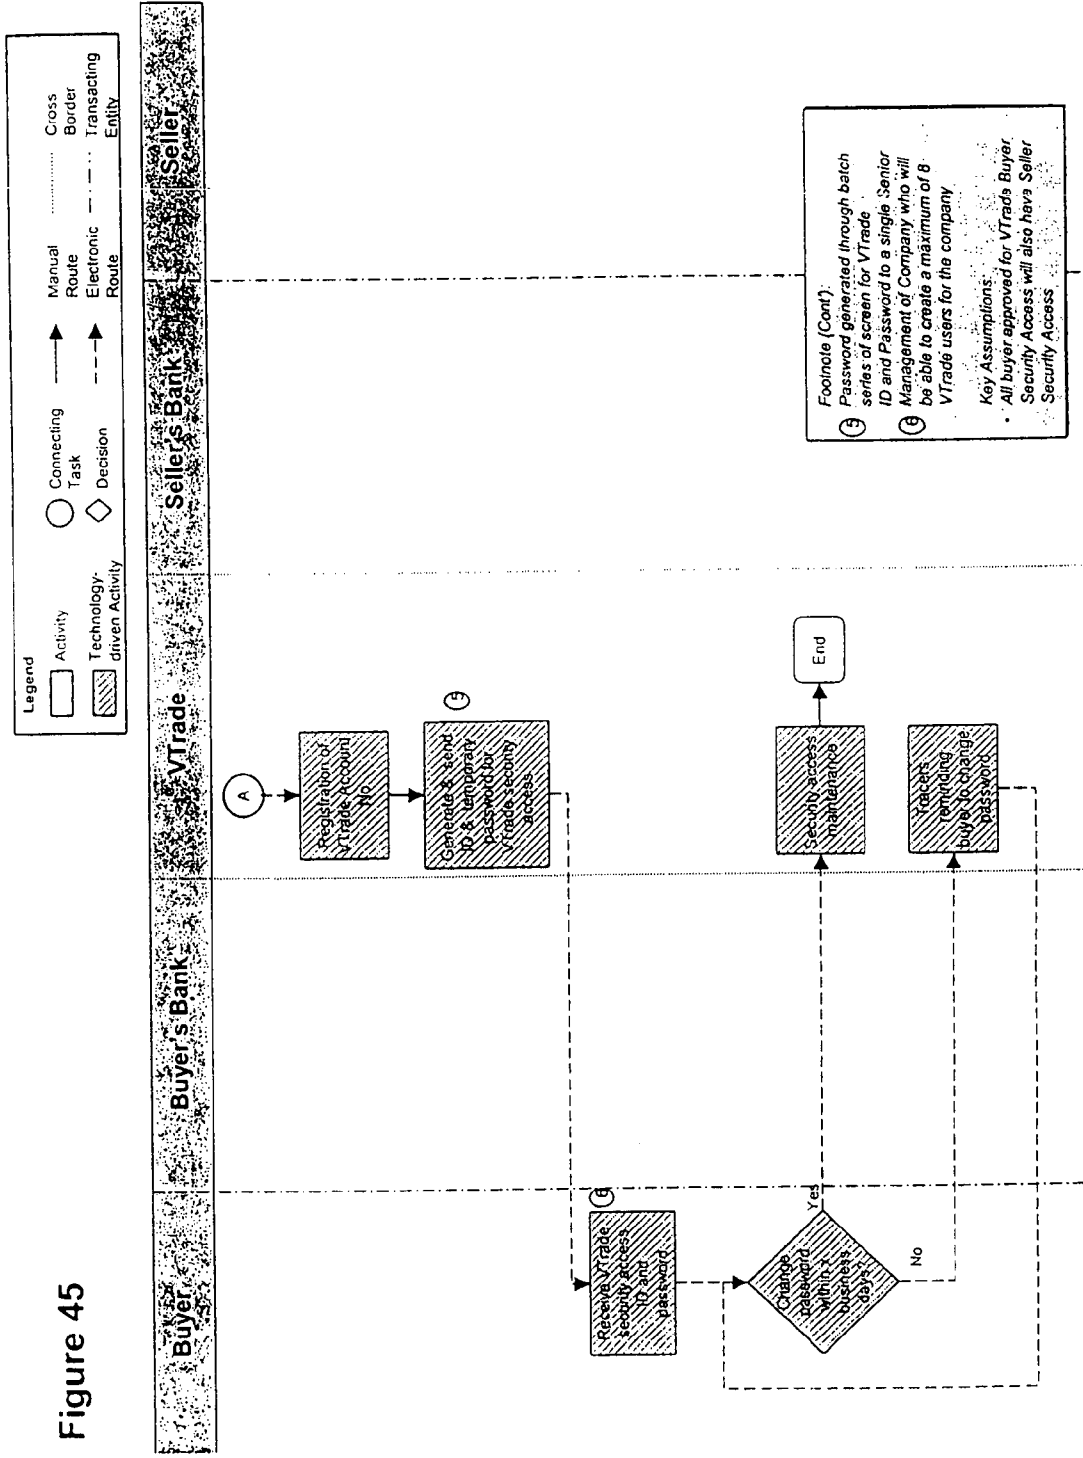 Figure 45
Legend
Activity
Technology-
driven Activity
Connecting
Task
Decision
Manual
Route
Electronic
Route
Cross
Border
Transacting
Entity
Buyer
Buyer's Bank
VTrade
Seller's Bank
Seller
A
Registration of
VTrade Account
No
5
Generate & send
ID & temporary
password for
VTrade security
access
6
Receive VTrade
security access
ID and
password
Change
password
within x
business
days?
Yes
No
Security access
maintenance
End
Tracers
reminding
buyer to change
password
Footnote (Cont'):
5 Password generated through batch
series of screen for VTrade
6 ID and Password to a single Senior
Management of Company who will
be able to create a maximum of 8
VTrade users for the company
Key Assumptions:
• All buyer approved for VTrade Buyer
Security Access will also have Seller
Security Access